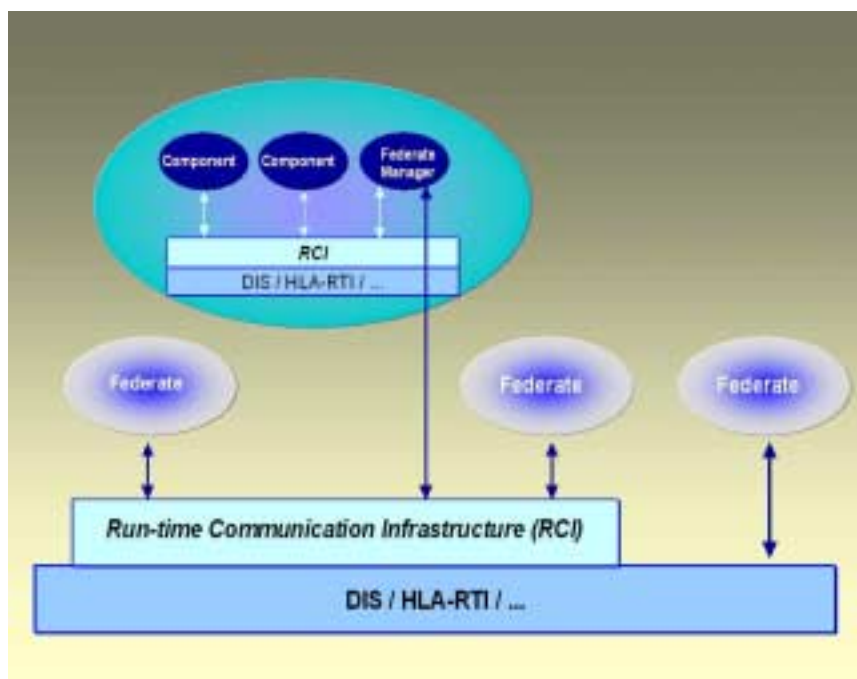 Component
Component
Federate
Manager
RCI
DIS / HLA-RTI / ...
Federate
Federate
Federate
Run-time Communication Infrastructure (RCI)
DIS / HLA-RTI / ...